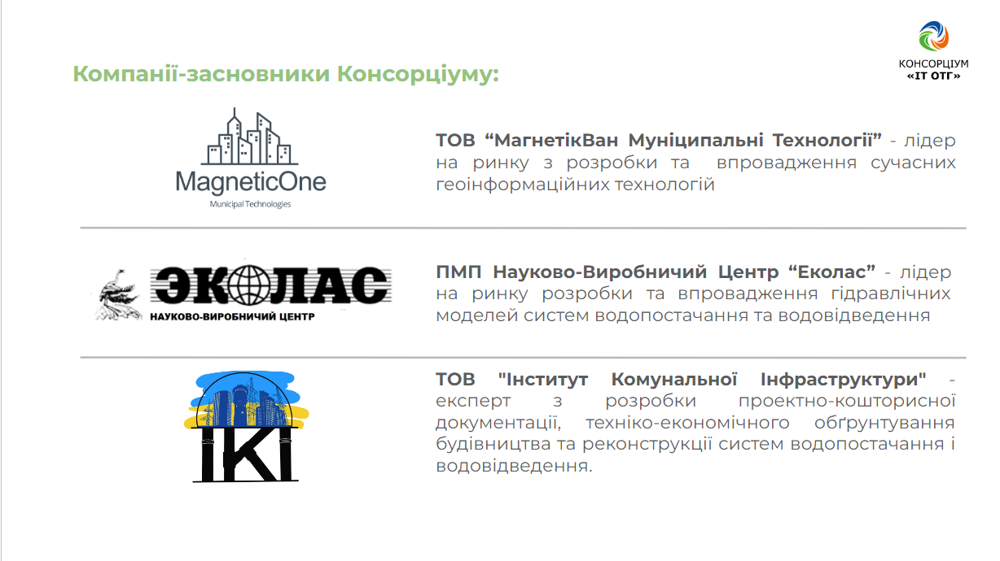 КОНСОРЦІУМ
«ІТ ОТГ»
Компанії-засновники Консорціуму:
MagneticOne
Municipal Technologies
ТОВ “МагнетікВан Муніципальні Технології” - лідер
на ринку з розробки та впровадження сучасних
геоінформаційних технологій
ЭКОЛАС
НАУКОВО-ВИРОБНИЧИЙ ЦЕНТР
ПМП Науково-Виробничий Центр “Еколас” - лідер
на ринку розробки та впровадження гідравлічних
моделей систем водопостачання та водовідведення
ІКІ
ТОВ "Інститут Комунальної Інфраструктури" -
експерт з розробки проектно-кошторисної
документації, техніко-економічного обґрунтування
будівництва та реконструкції систем водопостачання і
водовідведення.